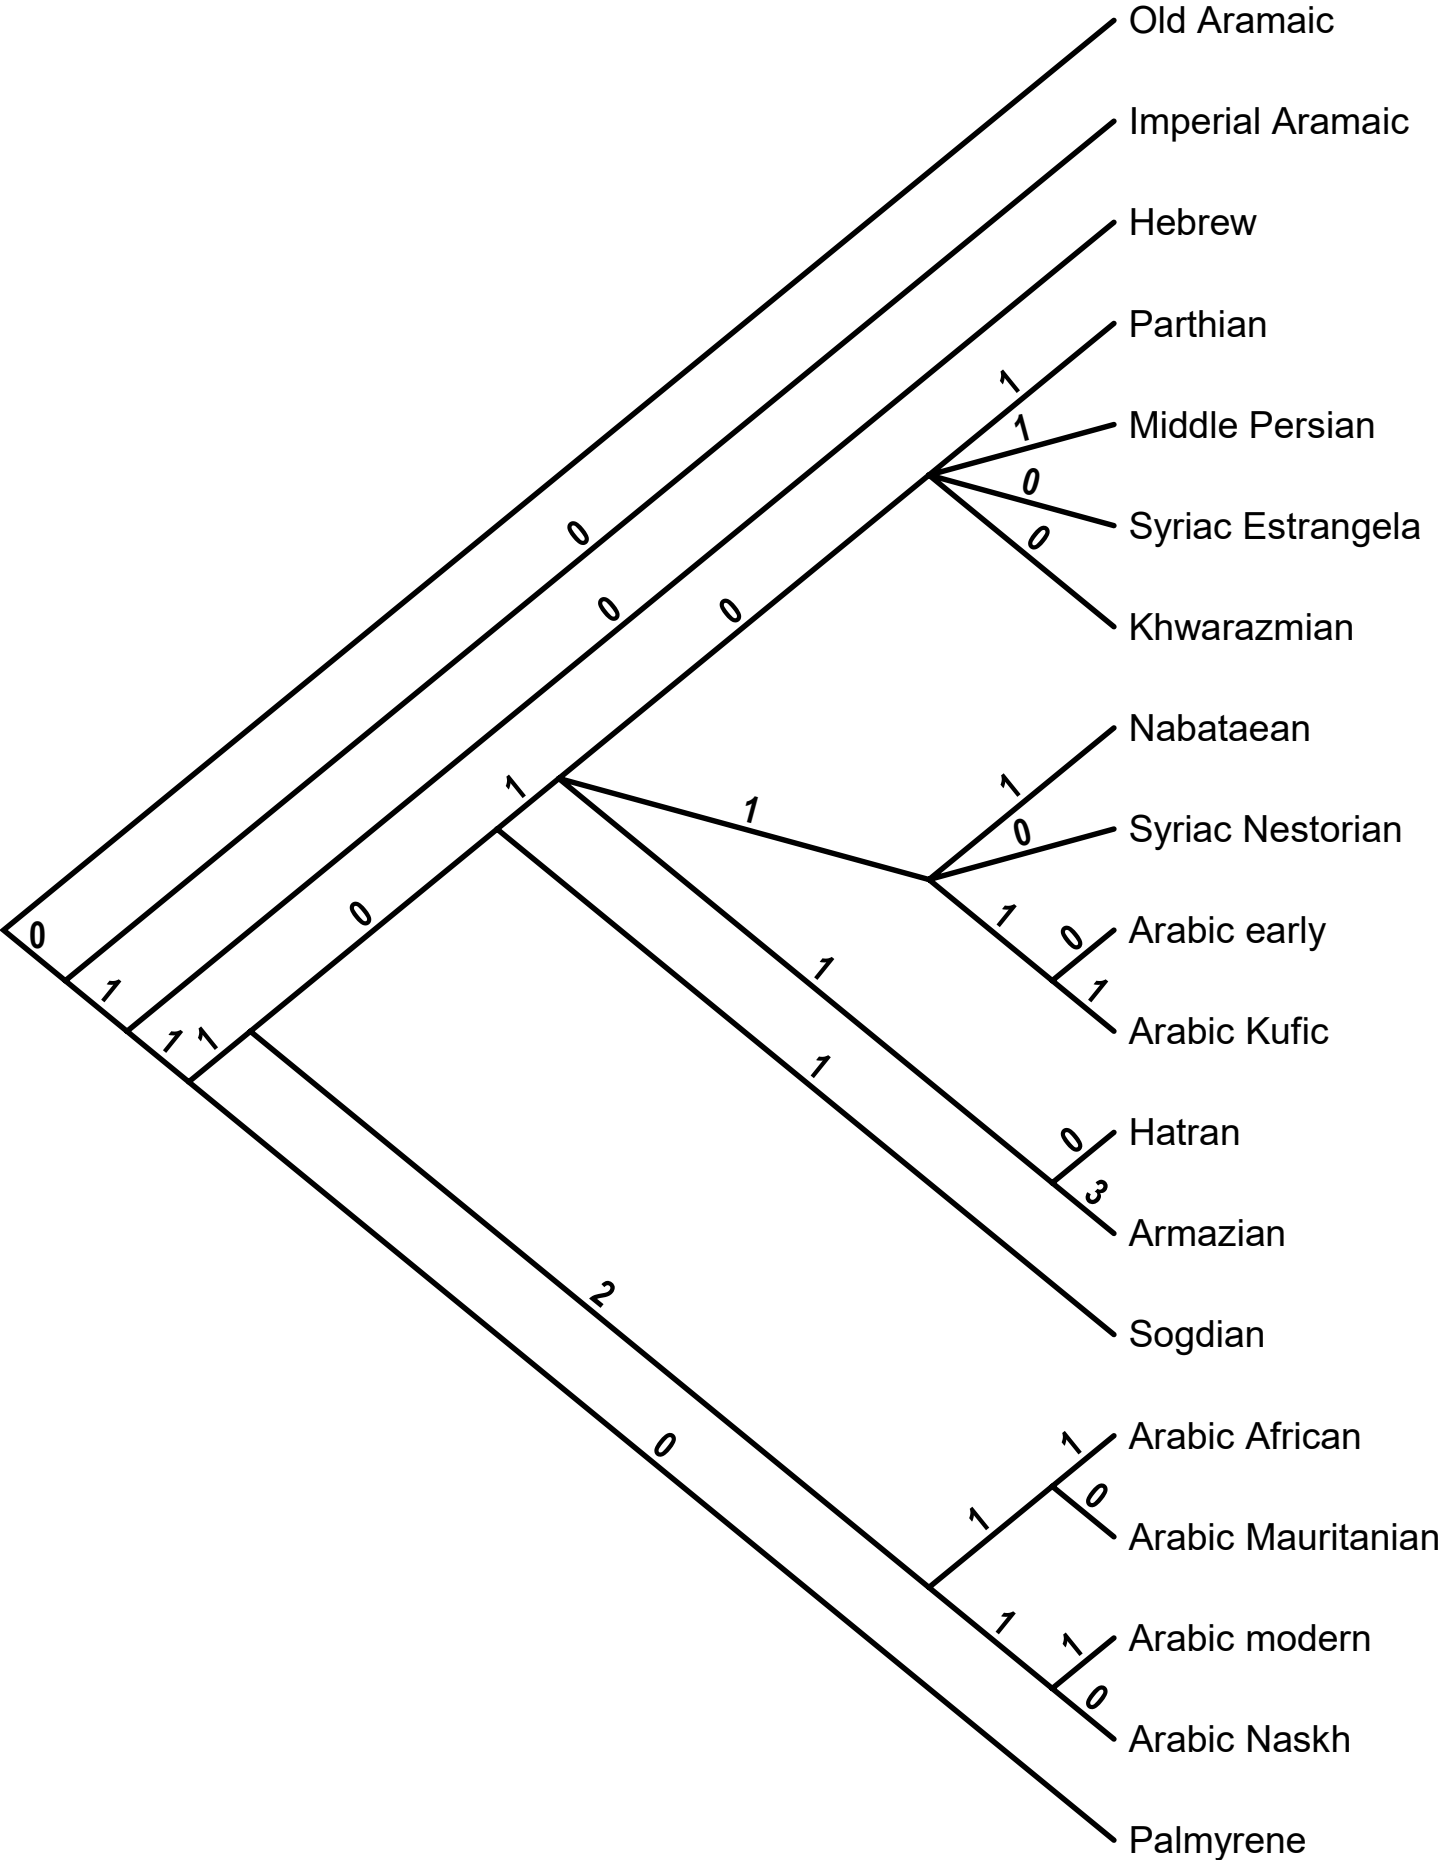 Old Aramaic
Imperial Aramaic
Hebrew
Parthian
1
Middle Persian
1
0
Syriac Estrangela
0
0
Khwarazmian
0
0
Nabataean
1
1
1
0
Syriac Nestorian
0
1
0
Arabic early
0
1
1
1
Arabic Kufic
1
1
1
0
Hatran
3
Armazian
2
Sogdian
1
Arabic African
0
0
1
Arabic Mauritanian
1
1
Arabic modern
0
Arabic Naskh
Palmyrene